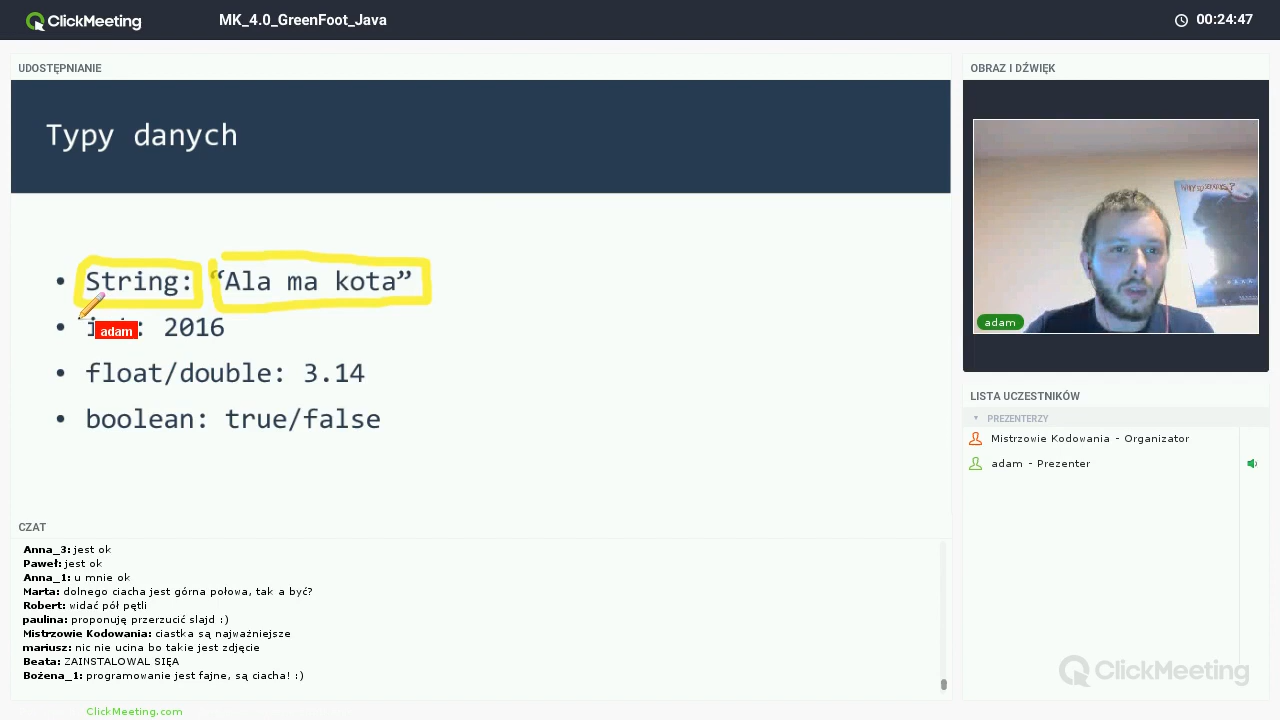 ClickMeeting
MK_4.0_GreenFoot_Java
00:24:47
UDOSTĘPNIANIE
Typy danych
• String: “Ala ma kota”
adam
2016
• float/double: 3.14
• boolean: true/false
OBRAZ I DŹWIĘK
adam
LISTA UCZESTNIKÓW
PREZENTERZY
Mistrzowie Kodowania - Organizator
adam - Prezenter
CZAT
Anna_3: jest ok
Paweł: jest ok
Anna_1: u mnie ok
Marta: dolnego ciacha jest górna połowa, tak a być?
Robert: widać pół pętli
paulina: proponuję przerzucić slajd :)
Mistrzowie Kodowania: ciastka są najważniejsze
mariusz: nic nie ucina bo takie jest zdjęcie
Beata: ZAINSTALOWAL SIĘA
Bożena_1: programowanie jest fajne, są ciacha! :)
ClickMeeting
ClickMeeting.com